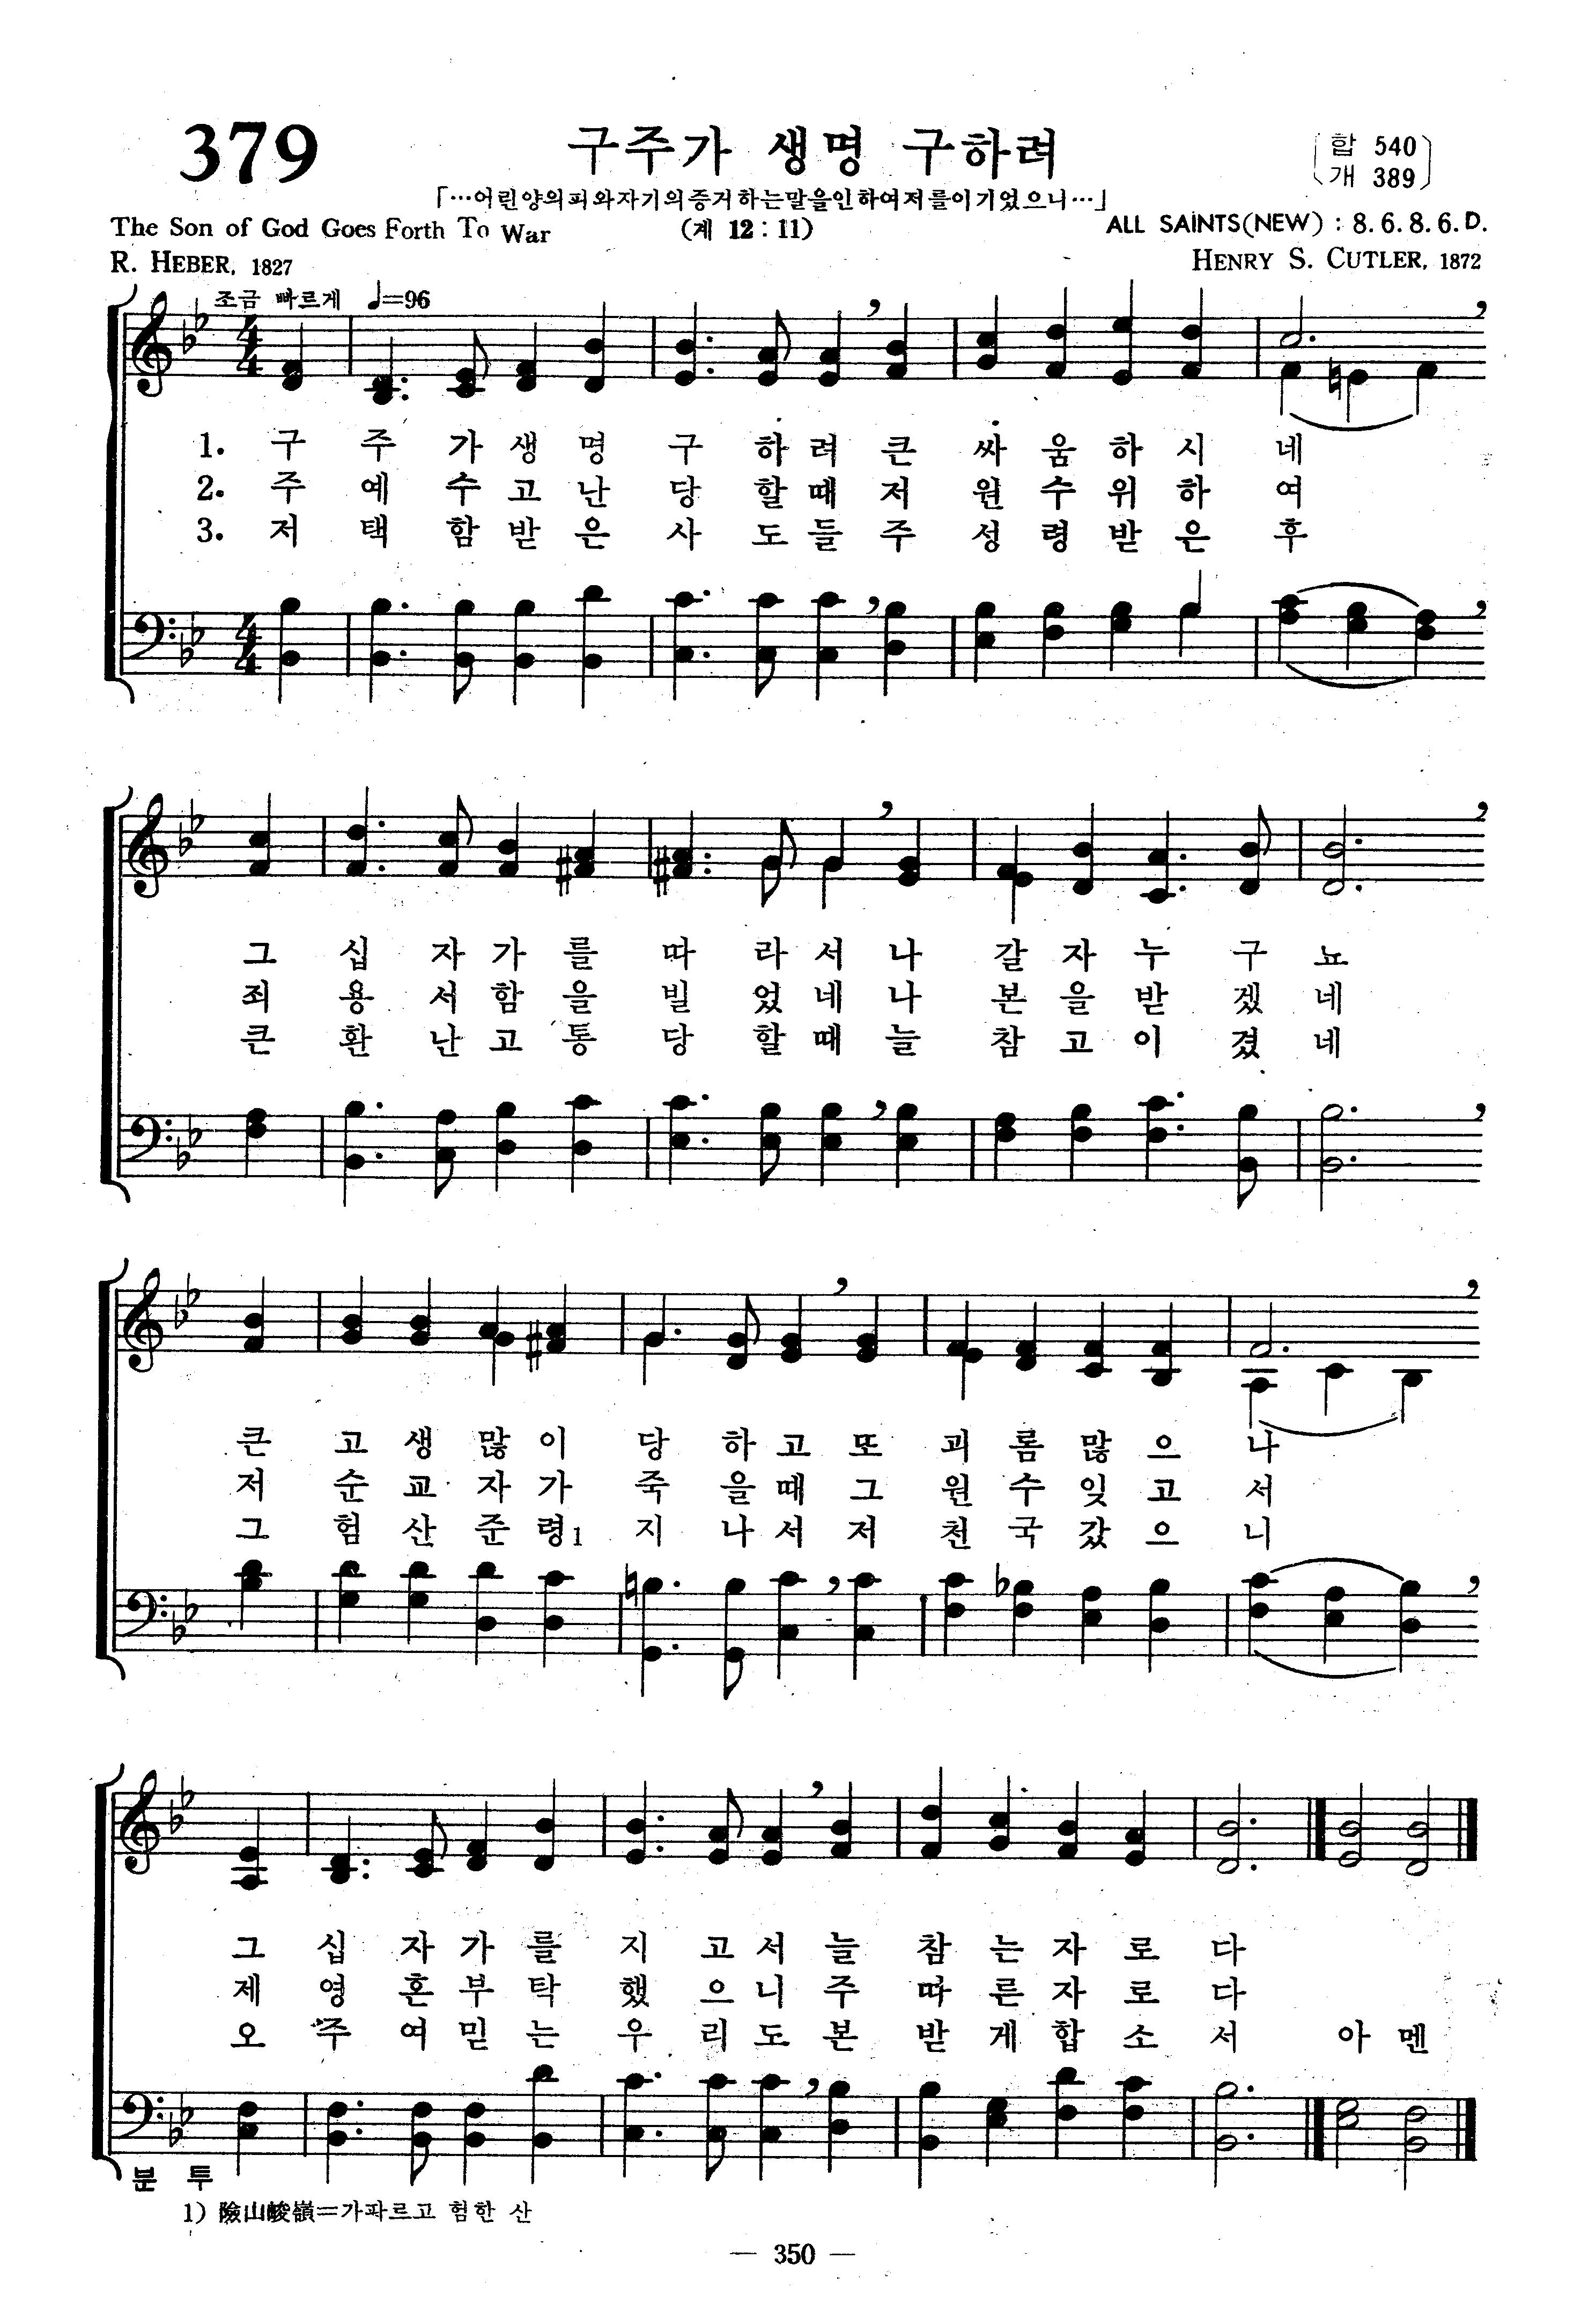 379
구주가 생명 구하려
〔합 540
개 389〕
「…어린양의피와자기의증거하는말을인하여저를이기었으니…」
The Son of God Goes Forth To War
(계 12 : 11)
ALL SAINTS(NEW) : 8. 6. 8. 6. D.
R. HEBER, 1827
HENRY S. CUTLER, 1872
조금 빠르게 ♩=96
1. 구 주 가 생 명 구 하 려 큰 싸 움 하 시 네
2. 주 예 수 고 난 당 할 때 저 원 수 위 하 여
3. 저 택 함 받 은 사 도 들 주 성 령 받 은 후
그 십 자 가 를 따 라 서 나 갈 자 누 구 뇨
죄 용 서 함 을 빌 었 네 나 본 을 받 겠 네
큰 환 난 고 통 당 할 때 늘 참 고 이 겼 네
큰 고 생 많 이 당 하 고 또 괴 롬 많 으 나
저 순 교 자 가 죽 을 때 그 원 수 잊 고 서
그 험 산 준 령1 지 나 서 저 천 국 갔 으 니
그 십 자 가 를 지 고 서 늘 참 는 자 로 다
제 영 혼 부 탁 했 으 니 주 따 른 자 로 다
오 주 여 믿 는 우 리 도 본 받 게 합 소 서 아 멘
분 투
1) 險山峻嶺=가파르고 험한 산
— 350 —